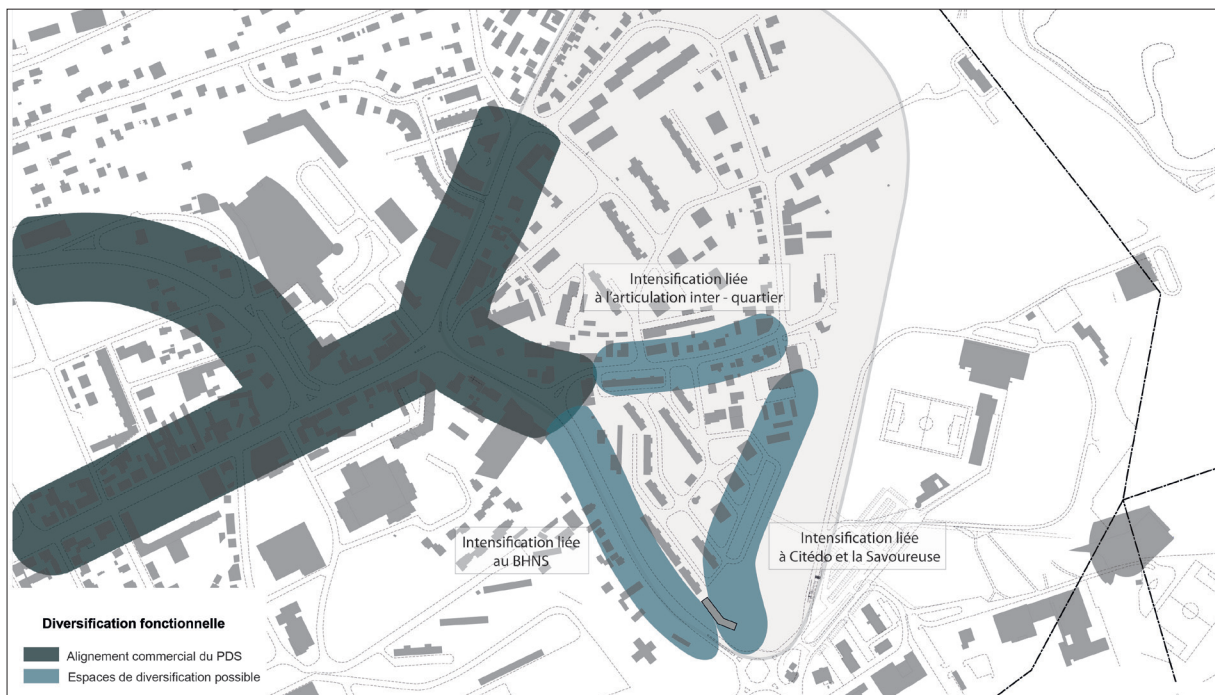 Intensification liée
à l'articulation inter - quartier
Intensification liée
au BHNS
Intensification liée
à Citédo et la Savoureuse
Diversification fonctionnelle
Alignement commercial du PDS
Espaces de diversification possible